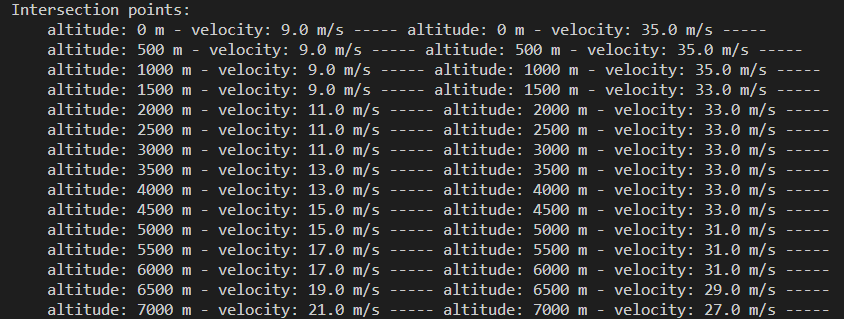 Intersection points:
altitude: 0 m - velocity: 9.0 m/s ----- altitude: 0 m - velocity: 35.0 m/s -----
altitude: 500 m - velocity: 9.0 m/s ----- altitude: 500 m - velocity: 35.0 m/s -----
altitude: 1000 m - velocity: 9.0 m/s ----- altitude: 1000 m - velocity: 35.0 m/s -----
altitude: 1500 m - velocity: 9.0 m/s ----- altitude: 1500 m - velocity: 33.0 m/s -----
altitude: 2000 m - velocity: 11.0 m/s ----- altitude: 2000 m - velocity: 33.0 m/s -----
altitude: 2500 m - velocity: 11.0 m/s ----- altitude: 2500 m - velocity: 33.0 m/s -----
altitude: 3000 m - velocity: 11.0 m/s ----- altitude: 3000 m - velocity: 33.0 m/s -----
altitude: 3500 m - velocity: 13.0 m/s ----- altitude: 3500 m - velocity: 33.0 m/s -----
altitude: 4000 m - velocity: 13.0 m/s ----- altitude: 4000 m - velocity: 33.0 m/s -----
altitude: 4500 m - velocity: 15.0 m/s ----- altitude: 4500 m - velocity: 33.0 m/s -----
altitude: 5000 m - velocity: 15.0 m/s ----- altitude: 5000 m - velocity: 31.0 m/s -----
altitude: 5500 m - velocity: 17.0 m/s ----- altitude: 5500 m - velocity: 31.0 m/s -----
altitude: 6000 m - velocity: 17.0 m/s ----- altitude: 6000 m - velocity: 31.0 m/s -----
altitude: 6500 m - velocity: 19.0 m/s ----- altitude: 6500 m - velocity: 29.0 m/s -----
altitude: 7000 m - velocity: 21.0 m/s ----- altitude: 7000 m - velocity: 27.0 m/s -----